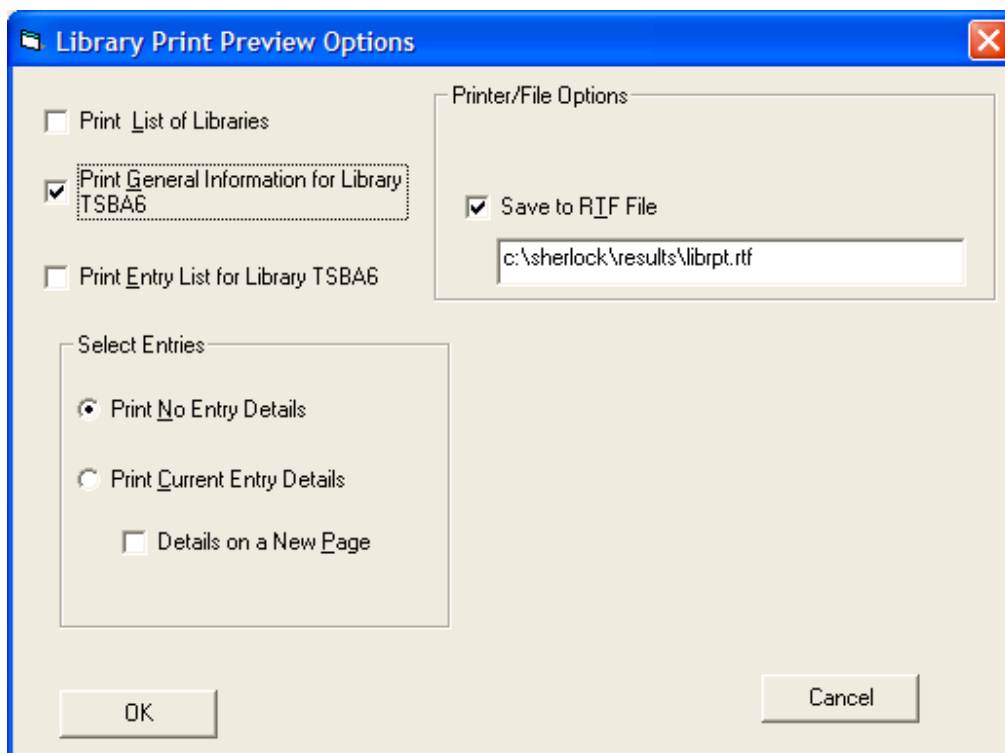 Library Print Preview Options
Print List of Libraries
Print General Information for Library
TSBA6
Print Entry List for Library TSBA6
Select Entries
Print No Entry Details
Print Current Entry Details
Details on a New Page
OK
Printer/File Options
Save to RTF File
c:\sherlock\results\librpt.rtf
Cancel